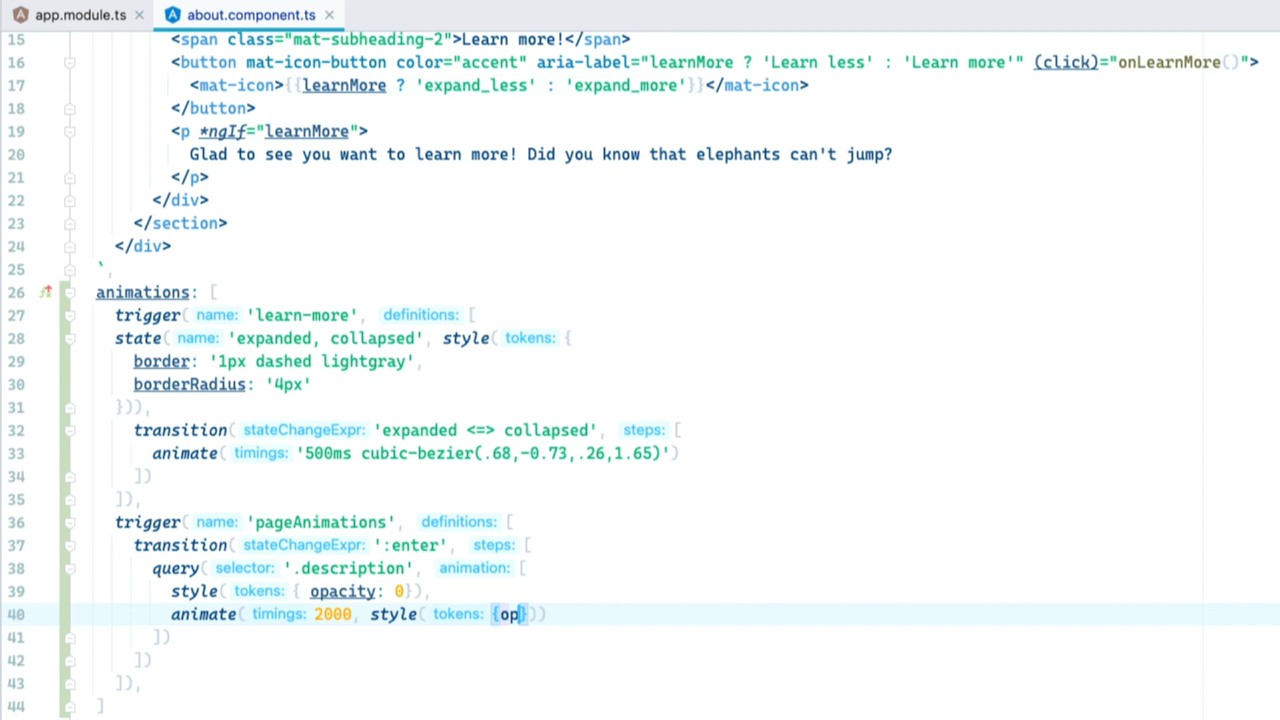 app.module.ts × about.component.ts ×
15 <span class="mat-subheading-2">Learn more!</span>
16 <button mat-icon-button color="accent" aria-label="learnMore ? 'Learn less' : 'Learn more'" (click)="onLearnMore()">
17 <mat-icon>{{learnMore ? 'expand_less' : 'expand_more'}}</mat-icon>
18 </button>
19 <p *ngIf="learnMore">
20 Glad to see you want to learn more! Did you know that elephants can't jump?
21 </p>
22 </div>
23 </section>
24 </div>
25 `,
26 animations: [
27 trigger( name: 'learn-more', definitions: [
28 state( name: 'expanded, collapsed', style( tokens: {
29 border: '1px dashed lightgray',
30 borderRadius: '4px'
31 })),
32 transition( stateChangeExpr: 'expanded <=> collapsed', steps: [
33 animate( timings: '500ms cubic-bezier(.68,-0.73,.26,1.65)')
34 ])
35 ]),
36 trigger( name: 'pageAnimations', definitions: [
37 transition( stateChangeExpr: ':enter', steps: [
38 query( selector: '.description', animation: [
39 style( tokens: { opacity: 0}),
40 animate( timings: 2000, style( tokens: {op}))
41 ])
42 ])
43 ]),
44 ]